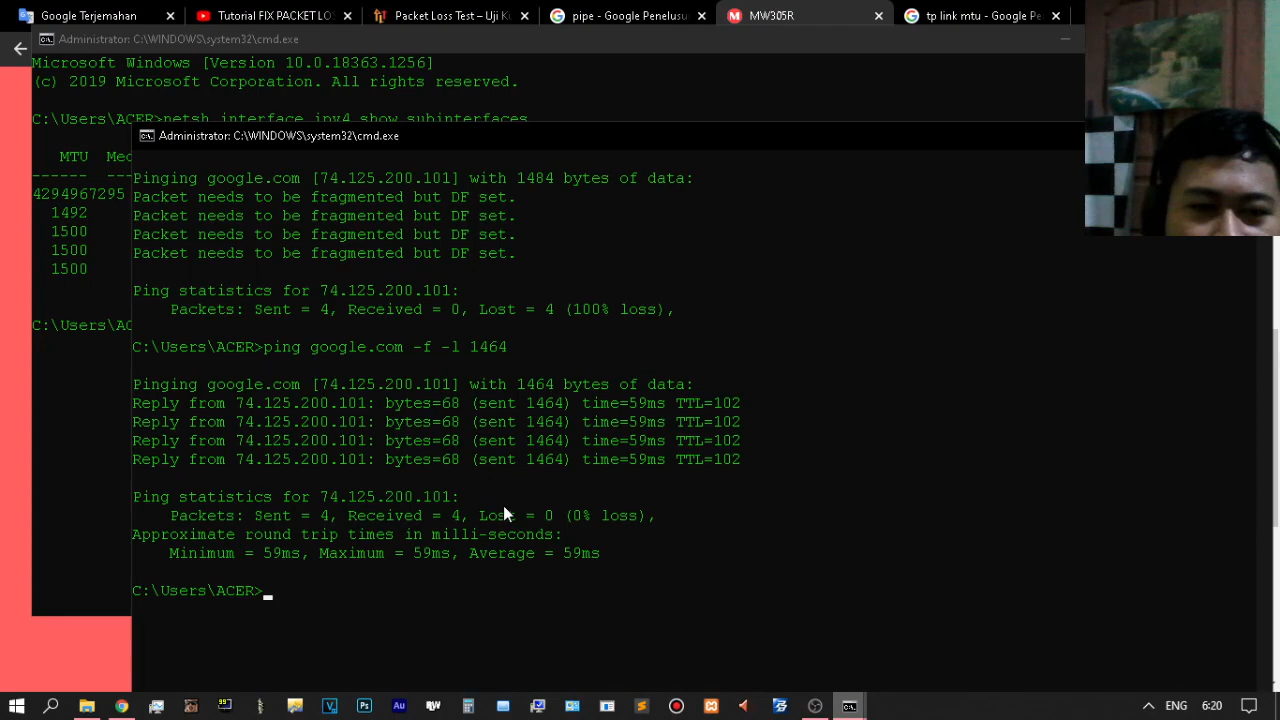 Google Terjemahan
Tutorial FIX PACKET LO
Packet Loss Test – Uji Ku
pipe - Google Penelusu
MW305R
tp link mtu - Google Pe
Administrator: C:\WINDOWS\system32\cmd.exe
Microsoft Windows [Version 10.0.18363.1256]
(c) 2019 Microsoft Corporation. All rights reserved.
C:\Users\ACER>netsh interface ipv4 show subinterfaces
MTU Med
4294967295
1492
1500
1500
1500
C:\Users\AC
Administrator: C:\WINDOWS\system32\cmd.exe
Pinging google.com [74.125.200.101] with 1484 bytes of data:
Packet needs to be fragmented but DF set.
Packet needs to be fragmented but DF set.
Packet needs to be fragmented but DF set.
Packet needs to be fragmented but DF set.
Ping statistics for 74.125.200.101:
Packets: Sent = 4, Received = 0, Lost = 4 (100% loss),
C:\Users\ACER>ping google.com -f -l 1464
Pinging google.com [74.125.200.101] with 1464 bytes of data:
Reply from 74.125.200.101: bytes=68 (sent 1464) time=59ms TTL=102
Reply from 74.125.200.101: bytes=68 (sent 1464) time=59ms TTL=102
Reply from 74.125.200.101: bytes=68 (sent 1464) time=59ms TTL=102
Reply from 74.125.200.101: bytes=68 (sent 1464) time=59ms TTL=102
Ping statistics for 74.125.200.101:
Packets: Sent = 4, Received = 4, Lost = 0 (0% loss),
Approximate round trip times in milli-seconds:
Minimum = 59ms, Maximum = 59ms, Average = 59ms
C:\Users\ACER>
ENG
6:20